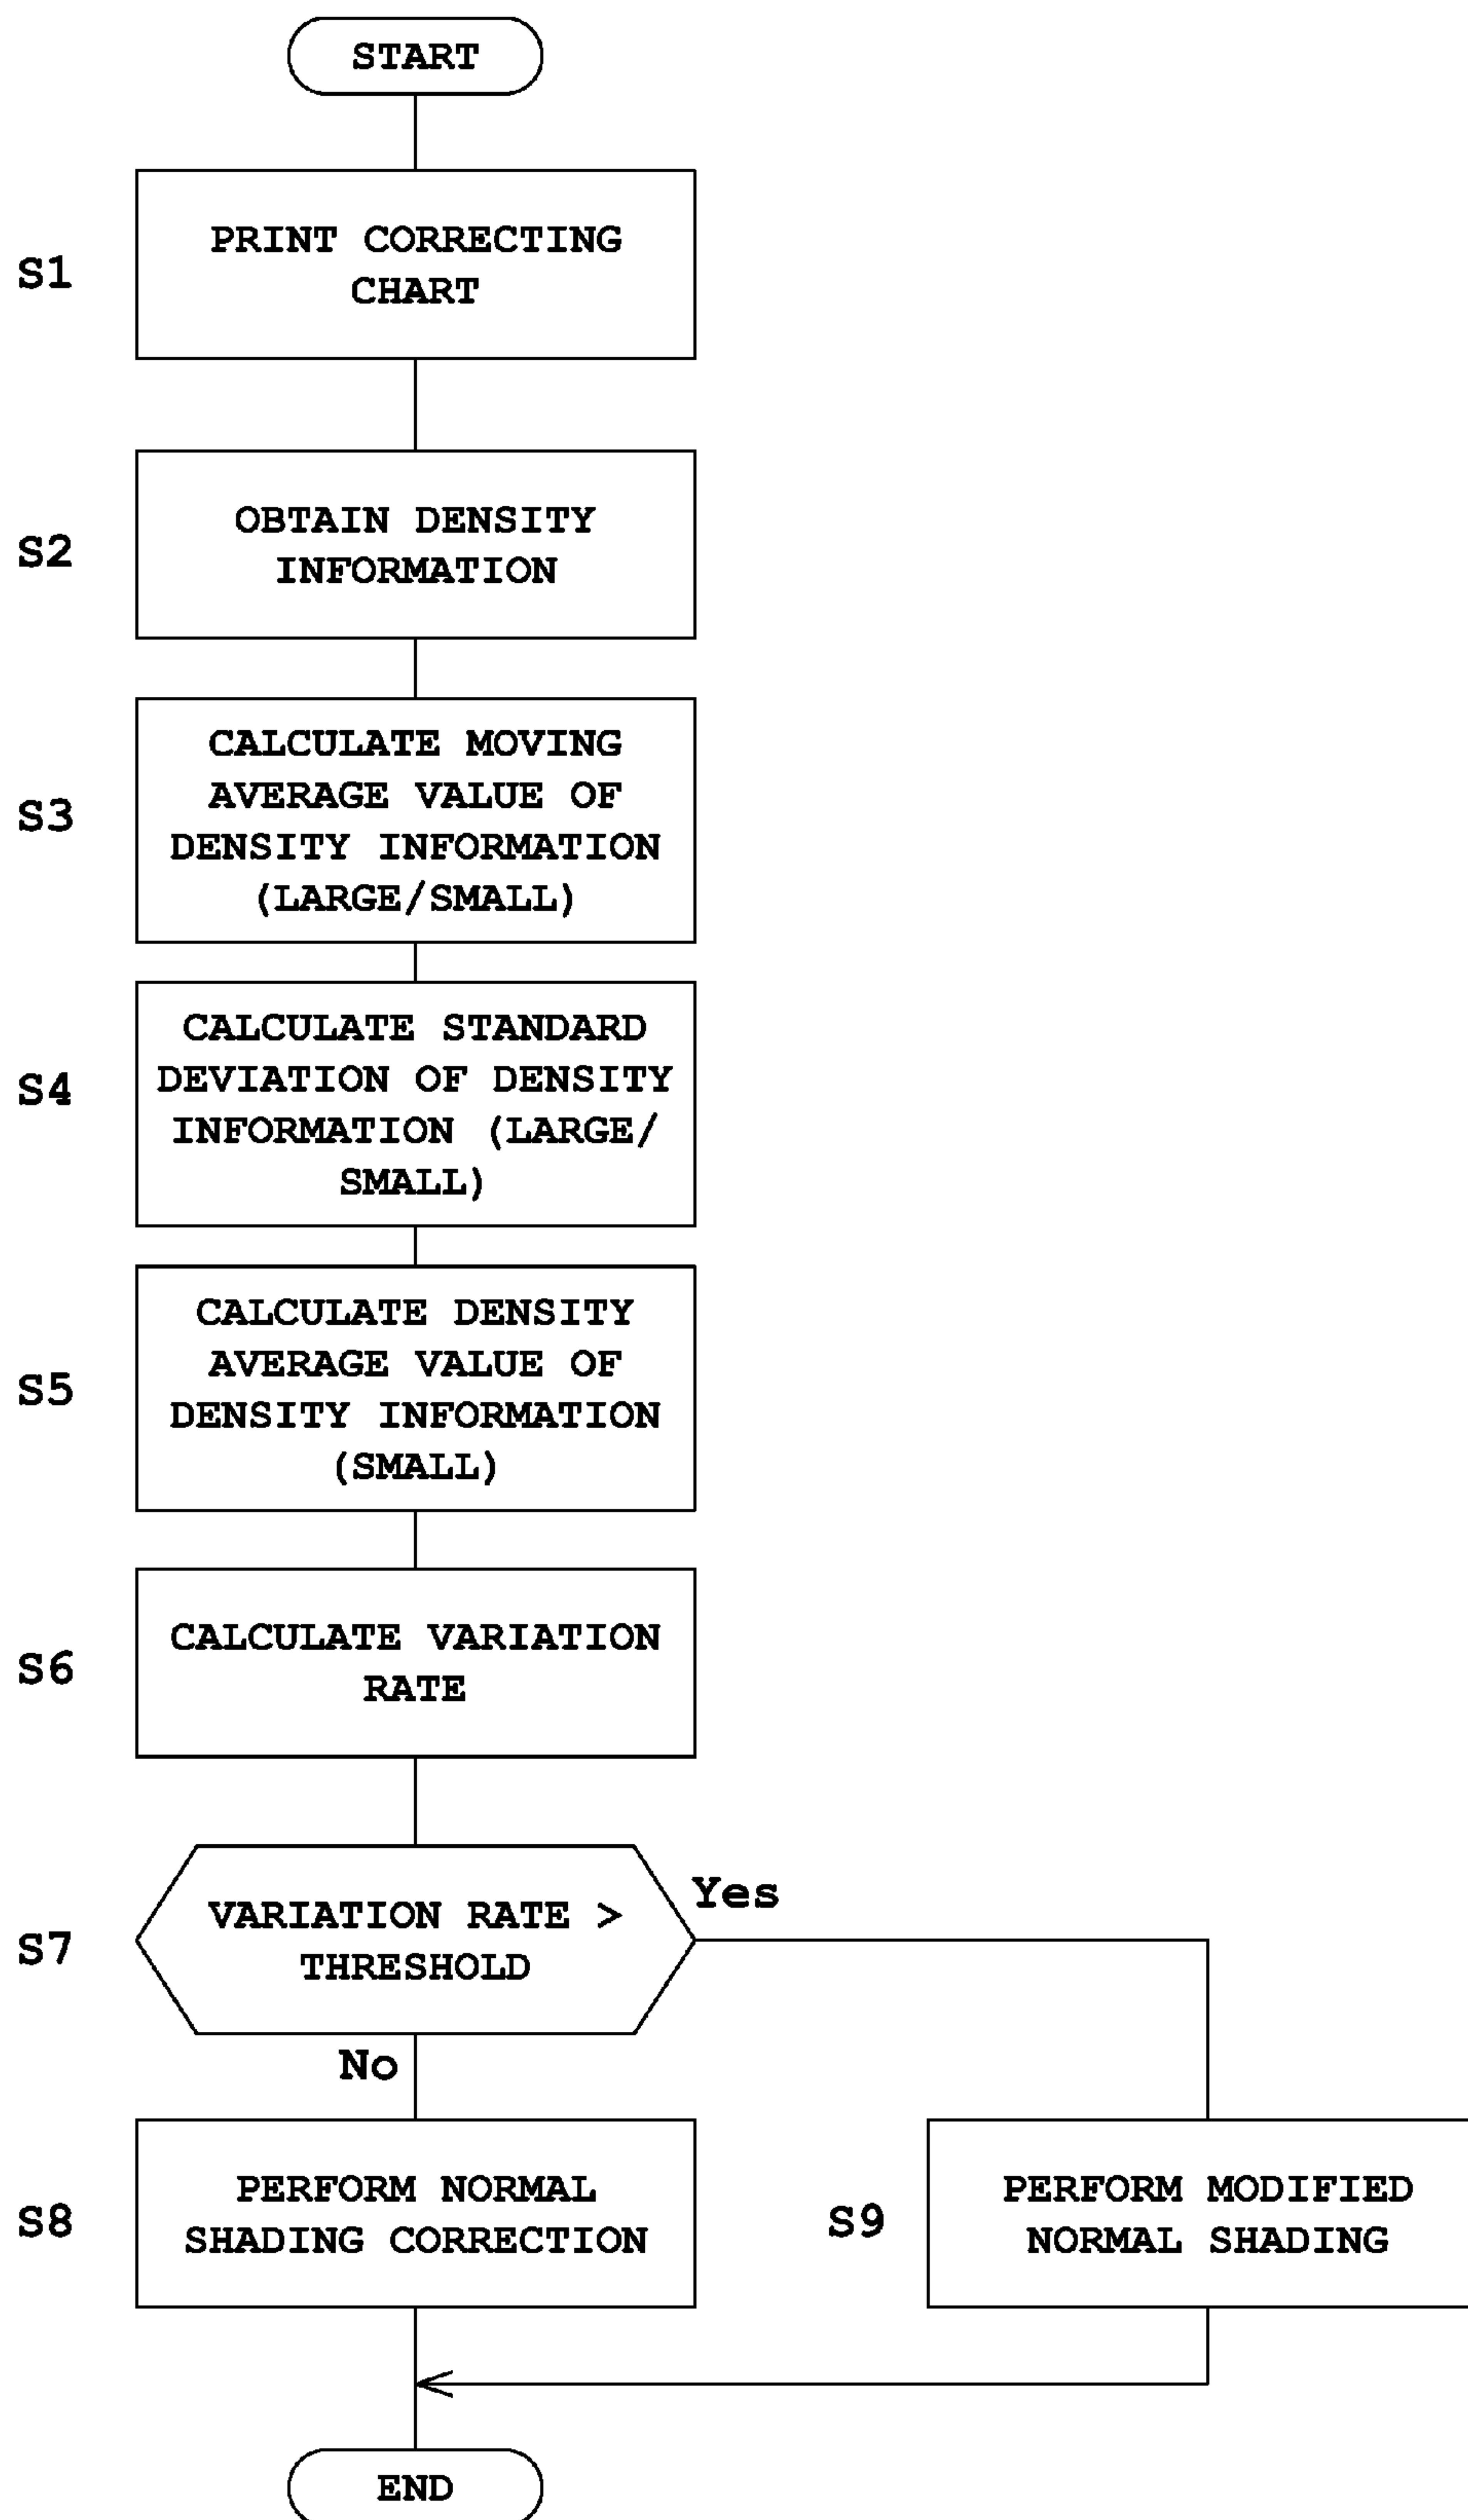 START
S1
PRINT CORRECTING
CHART
S2
OBTAIN DENSITY
INFORMATION
S3
CALCULATE MOVING
AVERAGE VALUE OF
DENSITY INFORMATION
(LARGE/SMALL)
S4
CALCULATE STANDARD
DEVIATION OF DENSITY
INFORMATION (LARGE/
SMALL)
S5
CALCULATE DENSITY
AVERAGE VALUE OF
DENSITY INFORMATION
(SMALL)
S6
CALCULATE VARIATION
RATE
S7
VARIATION RATE >
THRESHOLD
Yes
No
S8
PERFORM NORMAL
SHADING CORRECTION
S9
PERFORM MODIFIED
NORMAL SHADING
END